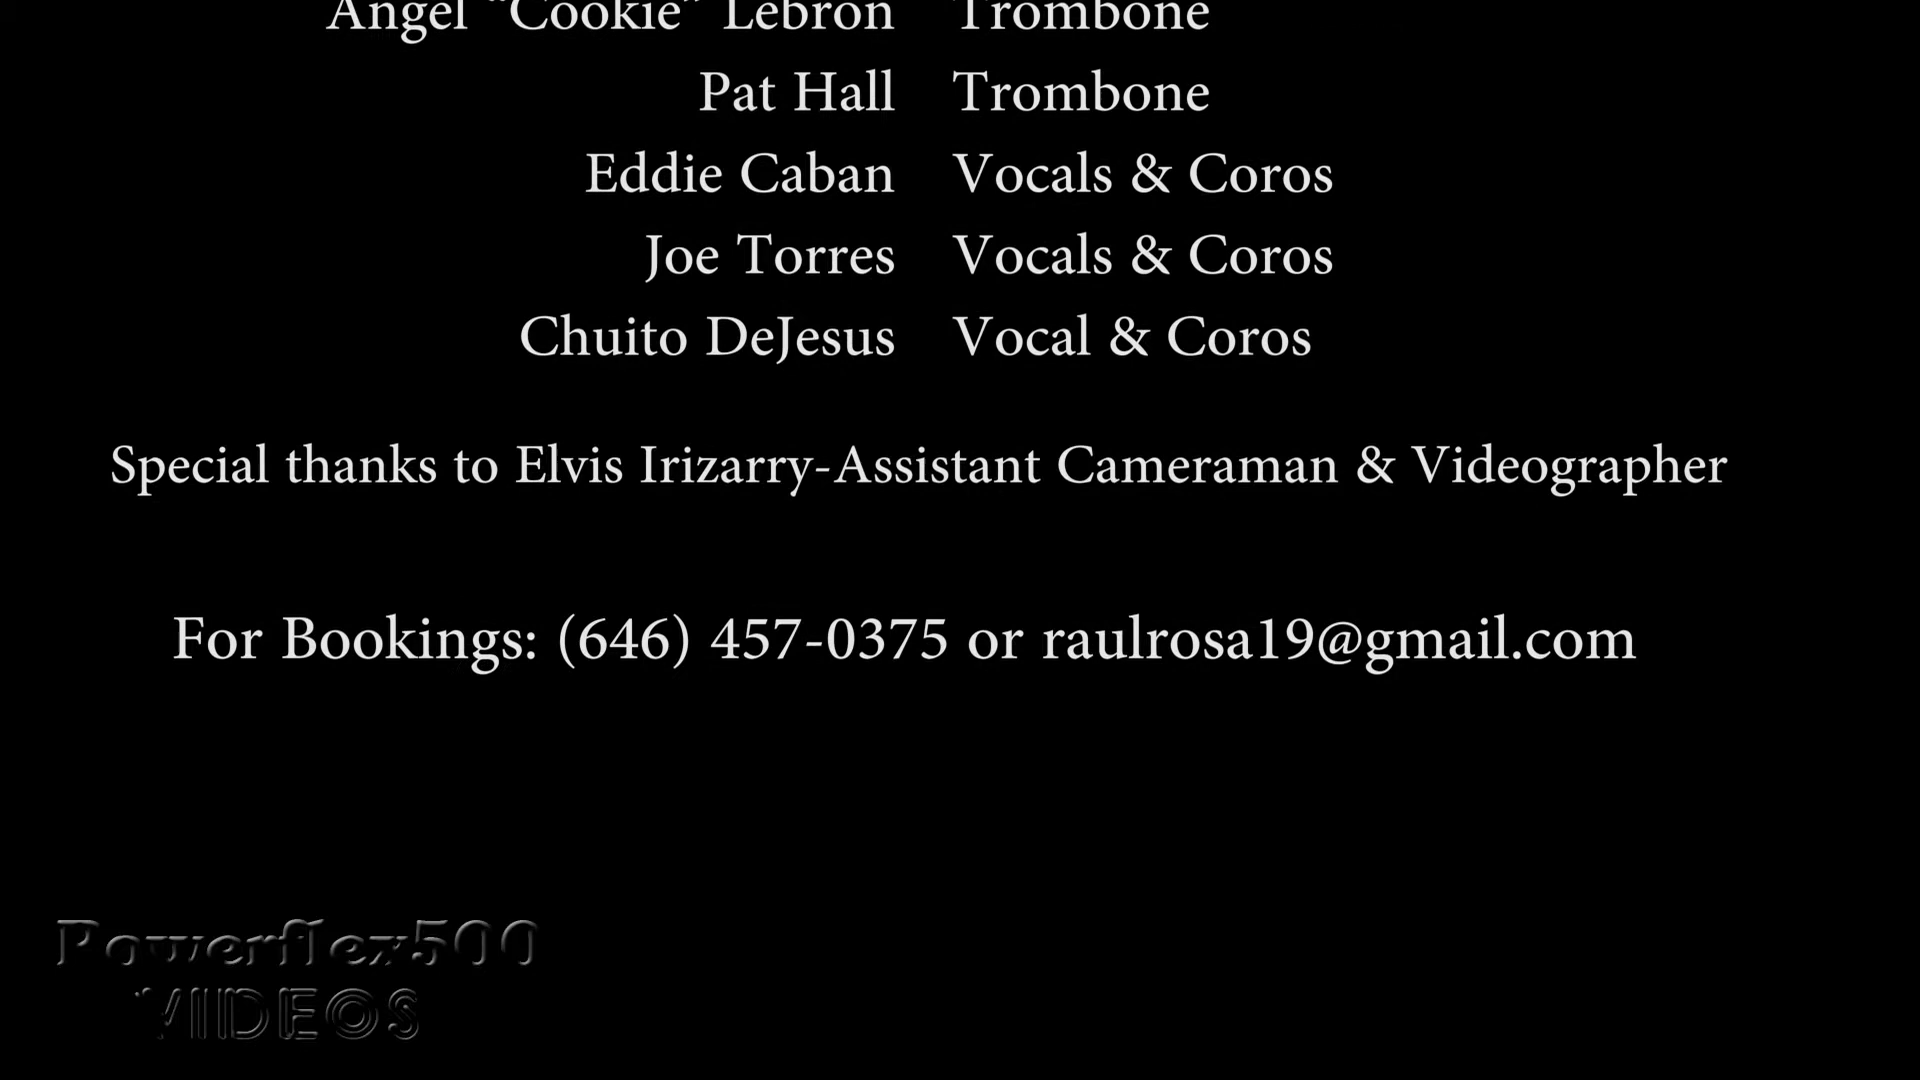 Angel “Cookie” Lebron Trombone
Pat Hall Trombone
Eddie Caban Vocals & Coros
Joe Torres Vocals & Coros
Chuito DeJesus Vocal & Coros
Special thanks to Elvis Irizarry-Assistant Cameraman & Videographer
For Bookings: (646) 457-0375 or raulrosa19@gmail.com
Powerflex500
VIDEOS